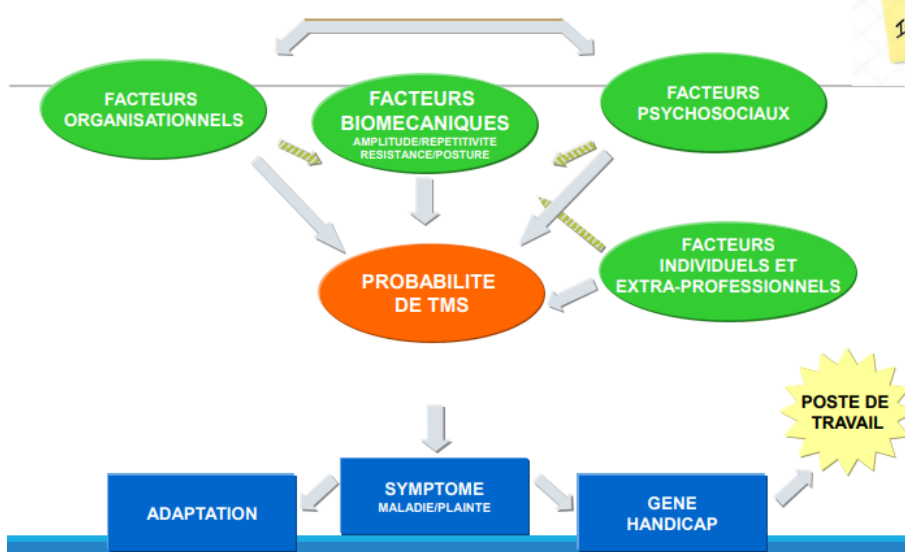 FACTEURS
ORGANISATIONNELS
FACTEURS
BIOMECANIQUES
AMPLITUDE/REPETITIVITE
RESISTANCE/POSTURE
FACTEURS
PSYCHOSOCIAUX
FACTEURS
INDIVIDUELS ET
EXTRA-PROFESSIONNELS
PROBABILITE
DE TMS
POSTE DE
TRAVAIL
ADAPTATION
SYMPTOME
MALADIE/PLAINTE
GENE
HANDICAP